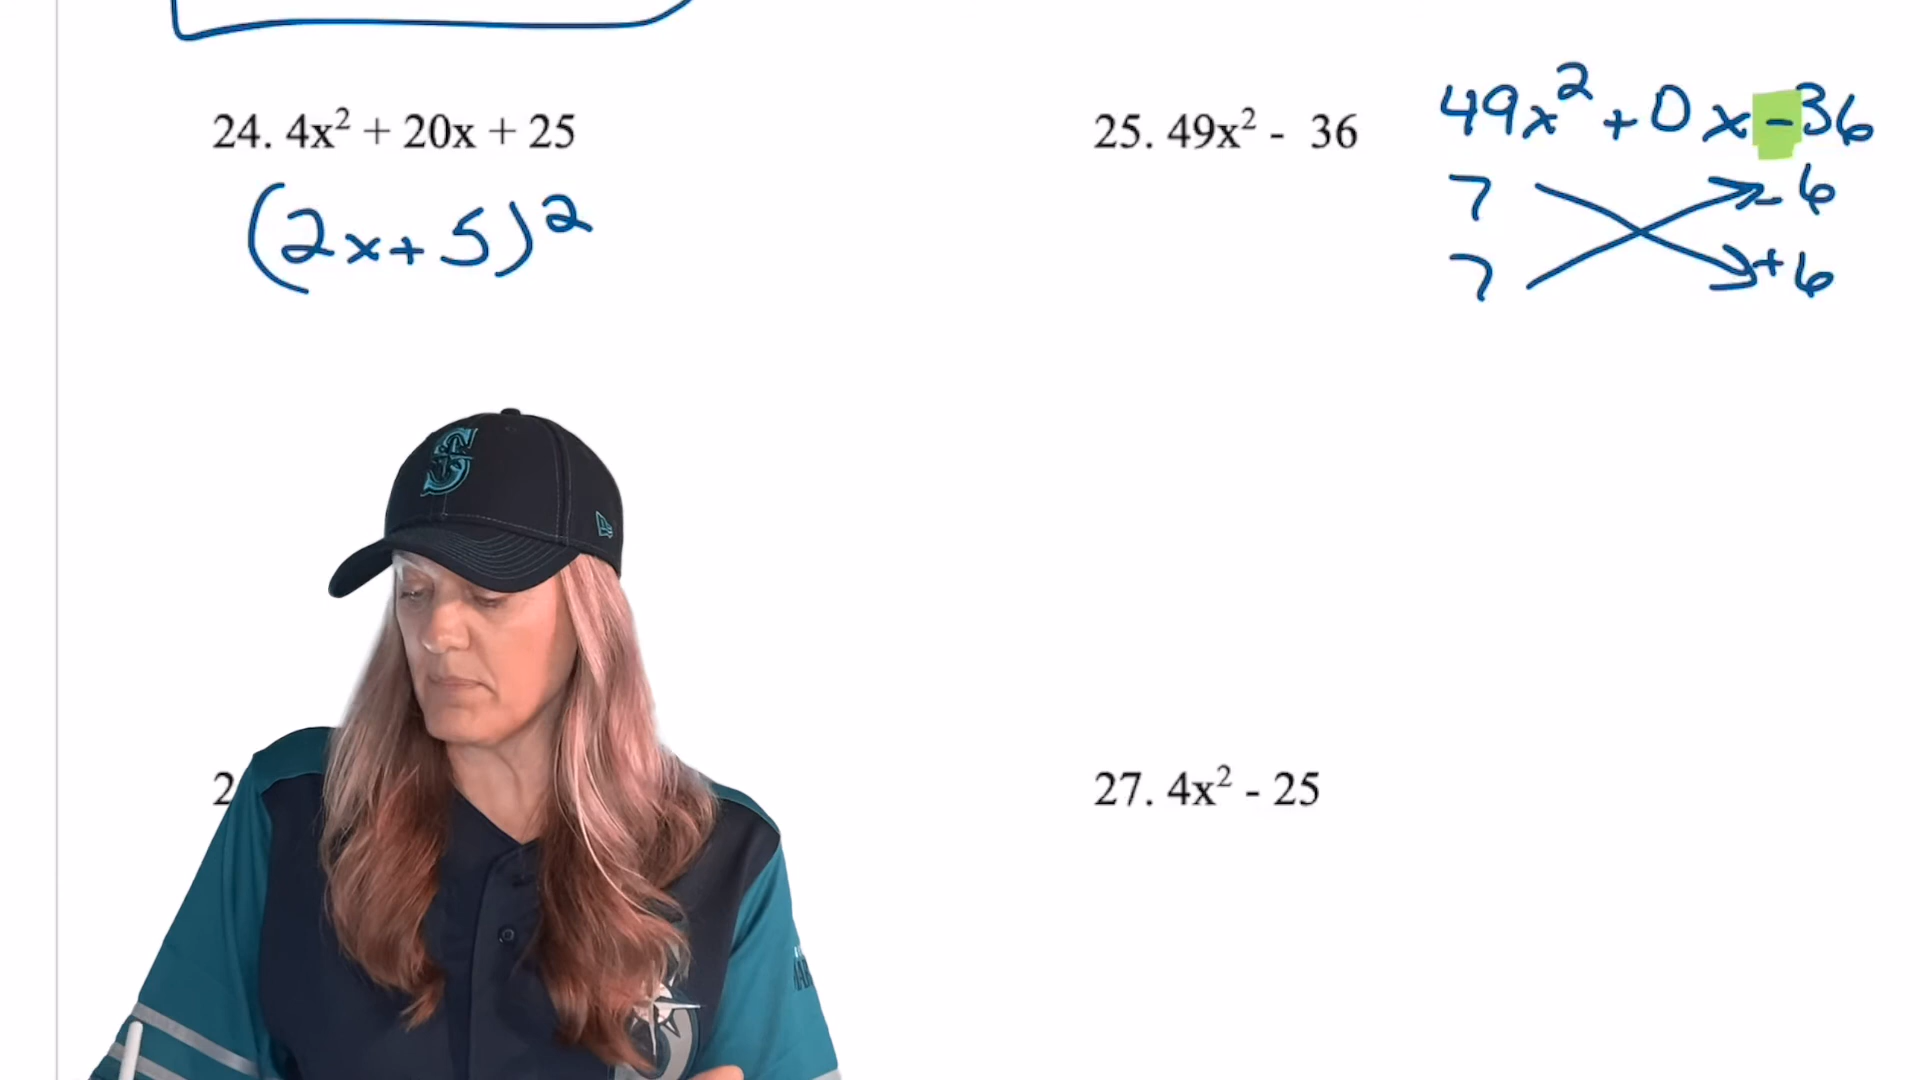 24. 4x² + 20x + 25
(2x+5)²
25. 49x² - 36
49x²+0x-36
7 -6
7 +6
2
27. 4x² - 25
S